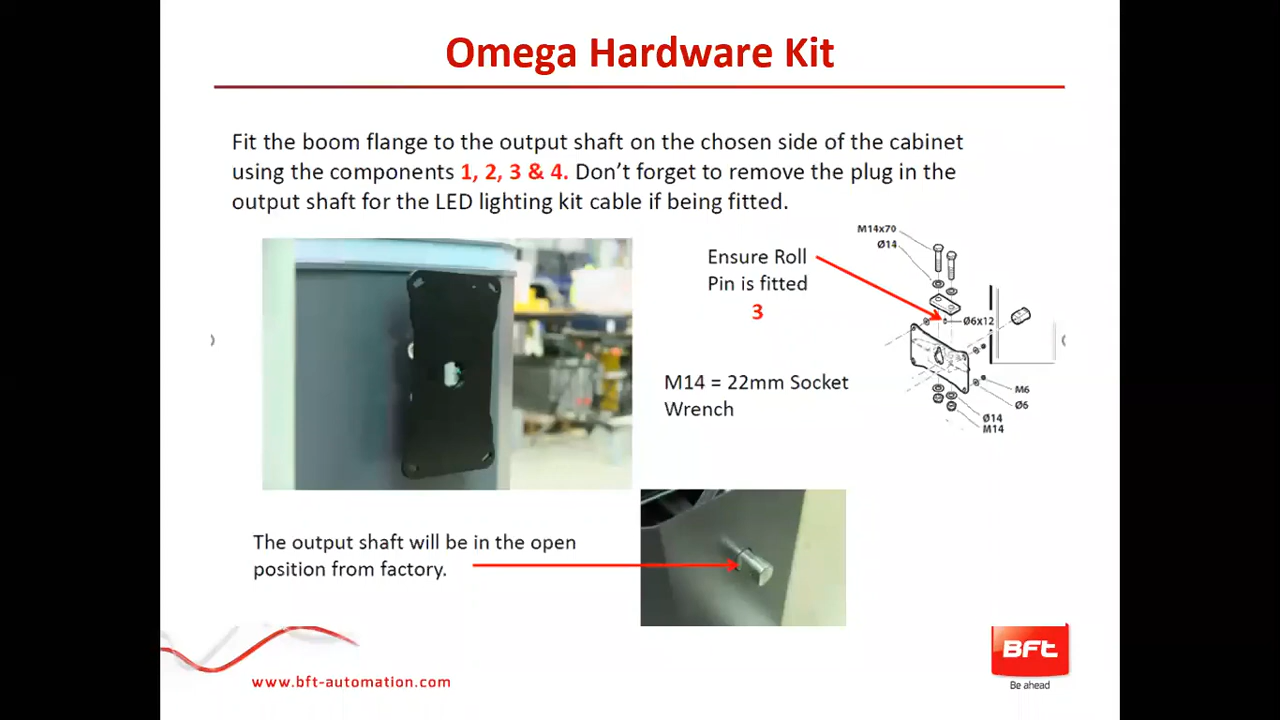 Omega Hardware Kit
Fit the boom flange to the output shaft on the chosen side of the cabinet
using the components 1, 2, 3 & 4. Don’t forget to remove the plug in the
output shaft for the LED lighting kit cable if being fitted.
Ensure Roll
Pin is fitted
3
M14x70
Ø14
Ø6x12
M6
Ø6
Ø14
M14
M14 = 22mm Socket
Wrench
The output shaft will be in the open
position from factory.
www.bft-automation.com
BFt
Be ahead